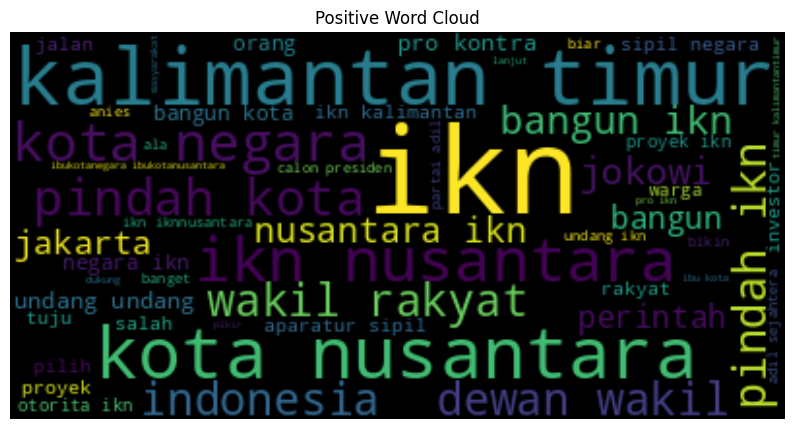 Positive Word Cloud
jalan
masyarakat
orang
pro kontra
biar
sipil negara
kalimantan timur
lanjut
timur kalimantantimur
anies
bangun kota
ikn kalimantan
bangun ikn
kota negara
ala
partai adil
ikn
proyek ikn
ibukotanegara ibukotanusantara
calon presiden
jokowi
investor
pindah kota
warga
pro ikn
pindah ikn
ikn iknnusantara
nusantara ikn
bangun
jakarta
undang ikn
bikin
negara ikn
ikn nusantara
dukung
banget
ibu kota
undang undang
wakil rakyat
rakyat
tuju
salah
pikir
aparatur sipil
perintah
adil sejahtera
kota nusantara
pilih
proyek
otorita ikn
indonesia
dewan wakil